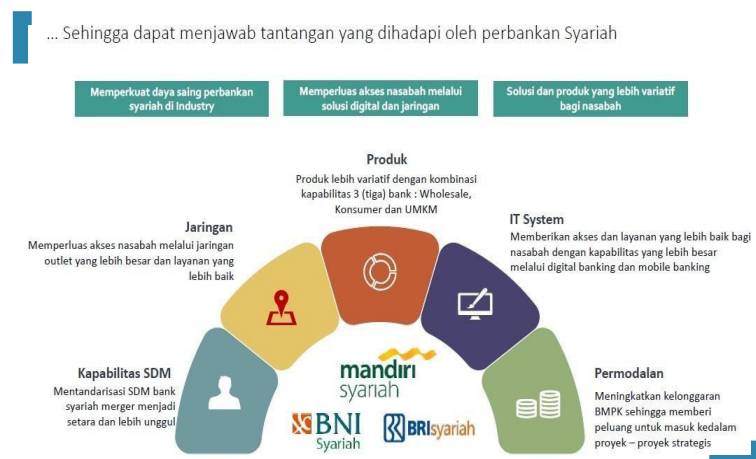 ... Sehingga dapat menjawab tantangan yang dihadapi oleh perbankan Syariah
Memperkuat daya saing perbankan
syariah di Industry
Memperluas akses nasabah melalui
solusi digital dan jaringan
Solusi dan produk yang lebih variatif
bagi nasabah
Produk
Produk lebih variatif dengan kombinasi
kapabilitas 3 (tiga) bank : Wholesale,
Konsumer dan UMKM
Jaringan
Memperluas akses nasabah melalui jaringan
outlet yang lebih besar dan layanan yang
lebih baik
IT System
Memberikan akses dan layanan yang lebih baik bagi
nasabah dengan kapabilitas yang lebih besar
melalui digital banking dan mobile banking
Kapabilitas SDM
Mentandarisasi SDM bank
syariah merger menjadi
setara dan lebih unggul
mandiri
syariah
BNI
Syariah
BRIsyariah
Permodalan
Meningkatkan kelonggaran
BMPK sehingga memberi
peluang untuk masuk kedalam
proyek – proyek strategis